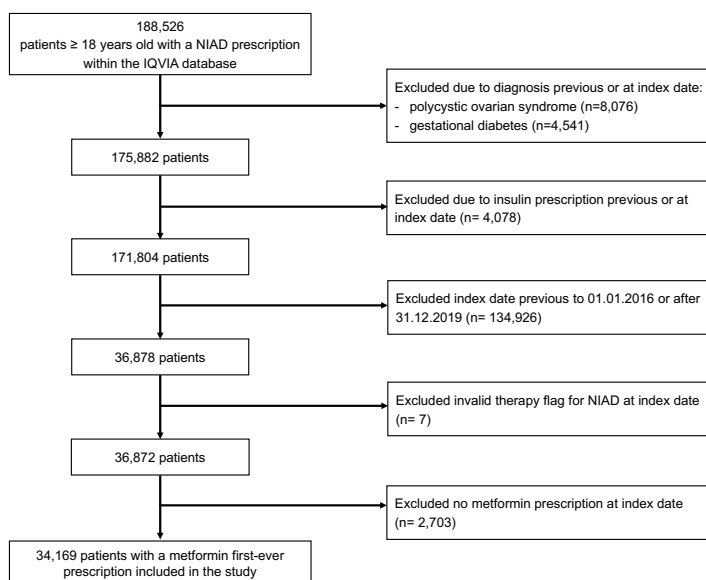 188,526
patients ≥ 18 years old with a NIAD prescription
within the IQVIA database
Excluded due to diagnosis previous or at index date:
- polycystic ovarian syndrome (n=8,076)
- gestational diabetes (n=4,541)
175,882 patients
Excluded due to insulin prescription previous or at
index date (n= 4,078)
171,804 patients
Excluded index date previous to 01.01.2016 or after
31.12.2019 (n= 134,926)
36,878 patients
Excluded invalid therapy flag for NIAD at index date
(n= 7)
36,872 patients
Excluded no metformin prescription at index date
(n= 2,703)
34,169 patients with a metformin first-ever
prescription included in the study